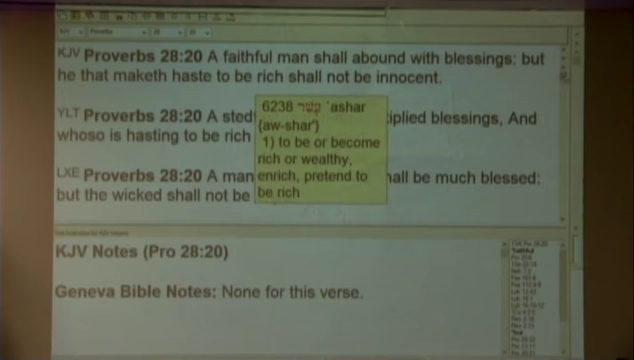 KJV Proverbs 28:20 A faithful man shall abound with blessings: but
he that maketh haste to be rich shall not be innocent.
YLT Proverbs 28:20 A sted
iplied blessings, And
whoso is hasting to be rich
LXE Proverbs 28:20 A man
hall be much blessed:
but the wicked shall not be
6238 עָשַׁר `ashar
{aw-shar'}
1) to be or become
rich or wealthy,
enrich, pretend to
be rich
KJV Notes (Pro 28:20)
Geneva Bible Notes: None for this verse.